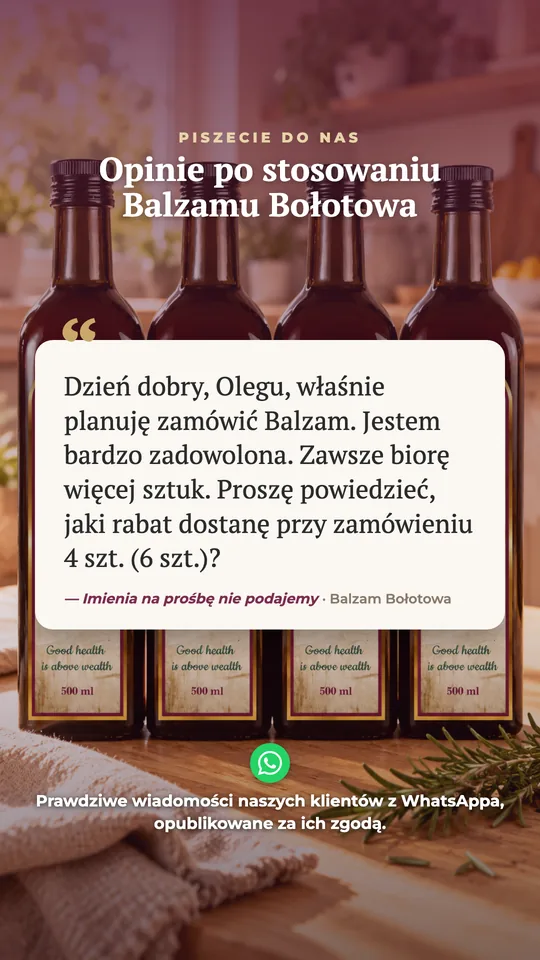 PISZECIE DO NAS
Opinie po stosowaniu
Balzamu Bołotowa
“
Dzień dobry, Olegu, właśnie
planuję zamówić Balzam. Jestem
bardzo zadowolona. Zawsze biorę
więcej sztuk. Proszę powiedzieć,
jaki rabat dostanę przy zamówieniu
4 szt. (6 szt.)?
— Imienia na prośbę nie podajemy · Balzam Bołotowa
Good health Good health Good health Good health
is above wealth is above wealth is above wealth is above wealth
500 ml 500 ml 500 ml 500 ml
Prawdziwe wiadomości naszych klientów z WhatsAppa,
opublikowane za ich zgodą.